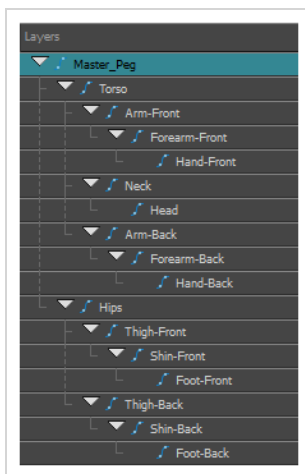 Layers
Master_Peg
Torso
Arm-Front
Forearm-Front
Hand-Front
Neck
Head
Arm-Back
Forearm-Back
Hand-Back
Hips
Thigh-Front
Shin-Front
Foot-Front
Thigh-Back
Shin-Back
Foot-Back